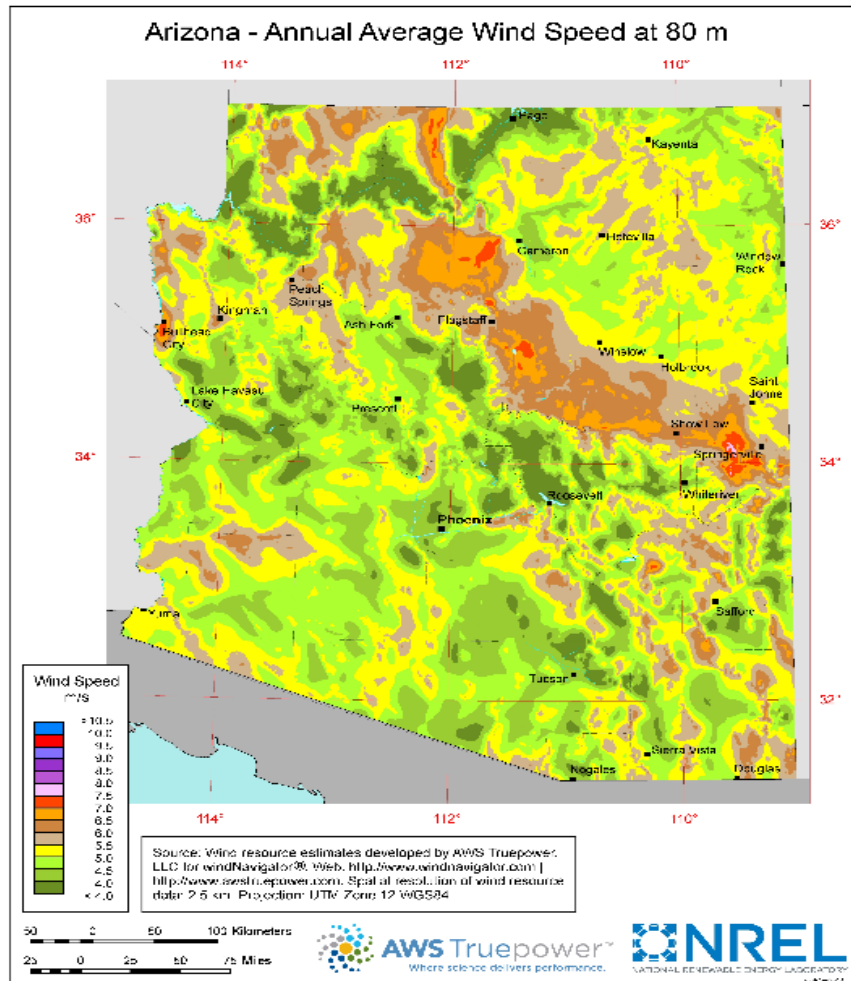 Arizona - Annual Average Wind Speed at 80 m
114° 112° 110°
Page
Kayenta
36° 36°
Cameron Hotevilla
Window
Rock
Peach
Springs
Kingman
Ash Fork Flagstaff
Bullhead
City
Winslow
Holbrook
Lake Havasu
City
Prescott
Saint
Johns
Show Low
34° Springerville 34°
Whiteriver
Roosevelt
Phoenix
Safford
Yuma
Tucson
32°
Sierra Vista
Nogales Douglas
114° 112° 110°
Wind Speed
m/s
> 10.5
10.0
9.5
9.0
8.5
8.0
7.5
7.0
6.5
6.0
5.5
5.0
4.5
4.0
< 4.0
Source: Wind resource estimates developed by AWS Truepower,
LLC for windNavigator®. Web: http://www.windnavigator.com |
http://www.awstruepower.com. Spatial resolution of wind resource
data: 2.5 km. Projection: UTM Zone 12 WGS84.
50 0 50 100 Kilometers
25 0 25 50 75 Miles
AWS Truepower™
Where science delivers performance.
NREL
NATIONAL RENEWABLE ENERGY LABORATORY